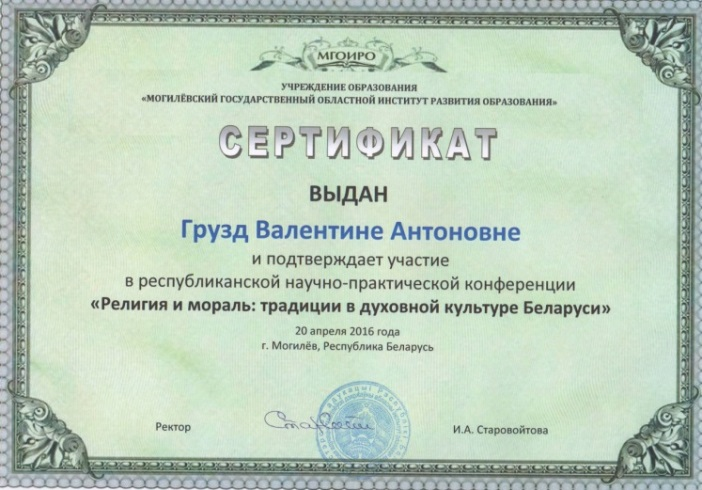 МГОИРО
УЧРЕЖДЕНИЕ ОБРАЗОВАНИЯ
«МОГИЛЁВСКИЙ ГОСУДАРСТВЕННЫЙ ОБЛАСТНОЙ ИНСТИТУТ РАЗВИТИЯ ОБРАЗОВАНИЯ»
СЕРТИФИКАТ
ВЫДАН
Грузд Валентине Антоновне
и подтверждает участие
в республиканской научно-практической конференции
«Религия и мораль: традиции в духовной культуре Беларуси»
20 апреля 2016 года
г. Могилёв, Республика Беларусь
Ректор
И.А. Старовойтова